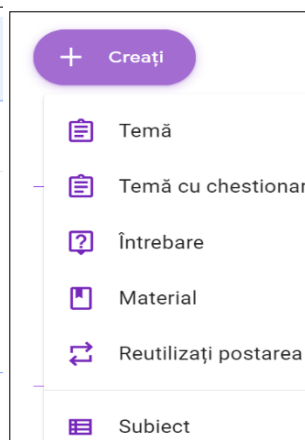 Creați
Temă
Temă cu chestionar
Întrebare
Material
Reutilizați postarea
Subiect